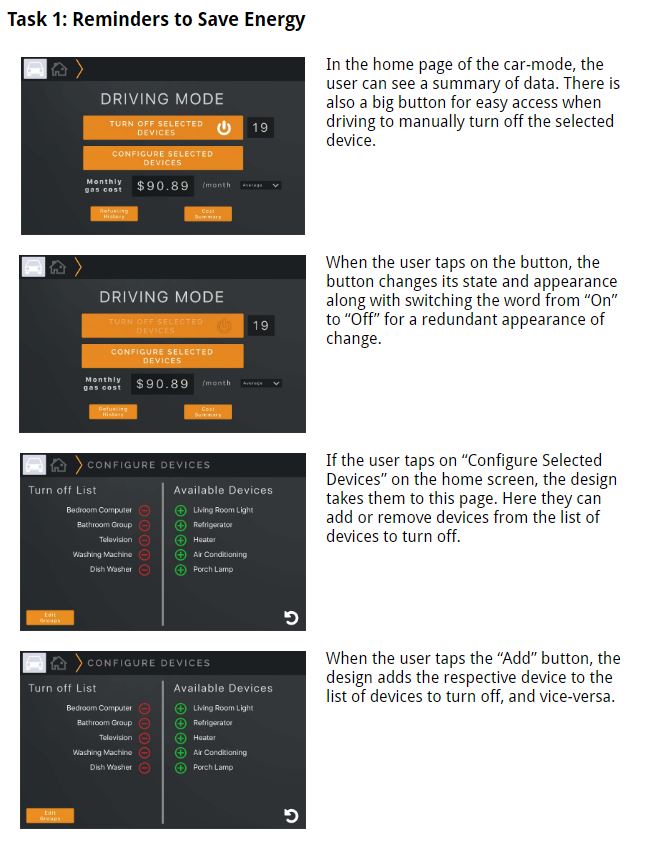 Task 1: Reminders to Save Energy
DRIVING MODE
TURN OFF SELECTED
DEVICES
19
CONFIGURE SELECTED
DEVICES
Monthly
gas cost
$90.89
/month
Average
Refueling
History
Cost
Summary
In the home page of the car-mode, the
user can see a summary of data. There is
also a big button for easy access when
driving to manually turn off the selected
device.
DRIVING MODE
TURN OFF SELECTED
DEVICES
19
CONFIGURE SELECTED
DEVICES
Monthly
gas cost
$90.89
/month
Average
Refueling
History
Cost
Summary
When the user taps on the button, the
button changes its state and appearance
along with switching the word from “On”
to “Off” for a redundant appearance of
change.
CONFIGURE DEVICES
Turn off List
Bedroom Computer
Bathroom Group
Television
Washing Machine
Dish Washer
Available Devices
Living Room Light
Refrigerator
Heater
Air Conditioning
Porch Lamp
Edit
Groups
If the user taps on “Configure Selected
Devices” on the home screen, the design
takes them to this page. Here they can
add or remove devices from the list of
devices to turn off.
CONFIGURE DEVICES
Turn off List
Bedroom Computer
Bathroom Group
Television
Washing Machine
Dish Washer
Available Devices
Living Room Light
Refrigerator
Heater
Air Conditioning
Porch Lamp
Edit
Groups
When the user taps the “Add” button, the
design adds the respective device to the
list of devices to turn off, and vice-versa.